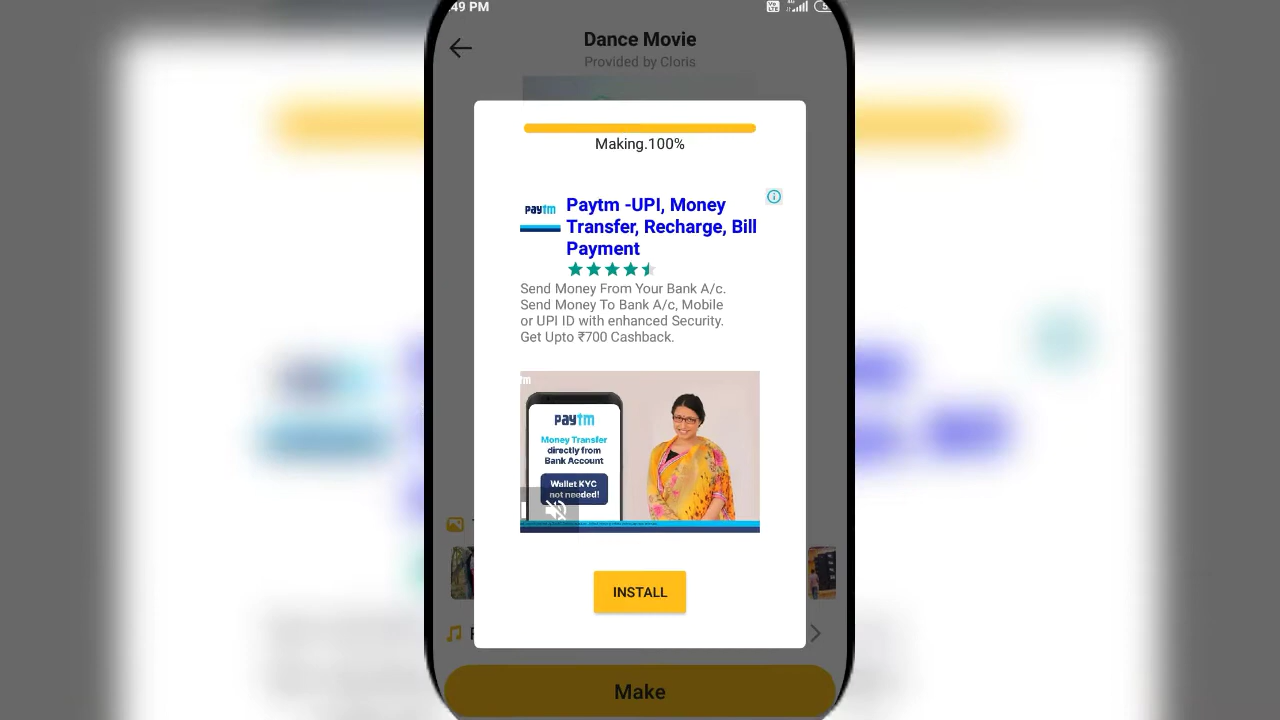 :49 PM
Dance Movie
Provided by Cloris
Making.100%
paytm
Paytm -UPI, Money
Transfer, Recharge, Bill
Payment
Send Money From Your Bank A/c.
Send Money To Bank A/c, Mobile
or UPI ID with enhanced Security.
Get Upto ₹700 Cashback.
tm
paytm
Money Transfer
directly from
Bank Account
Wallet KYC
not needed!
INSTALL
Make